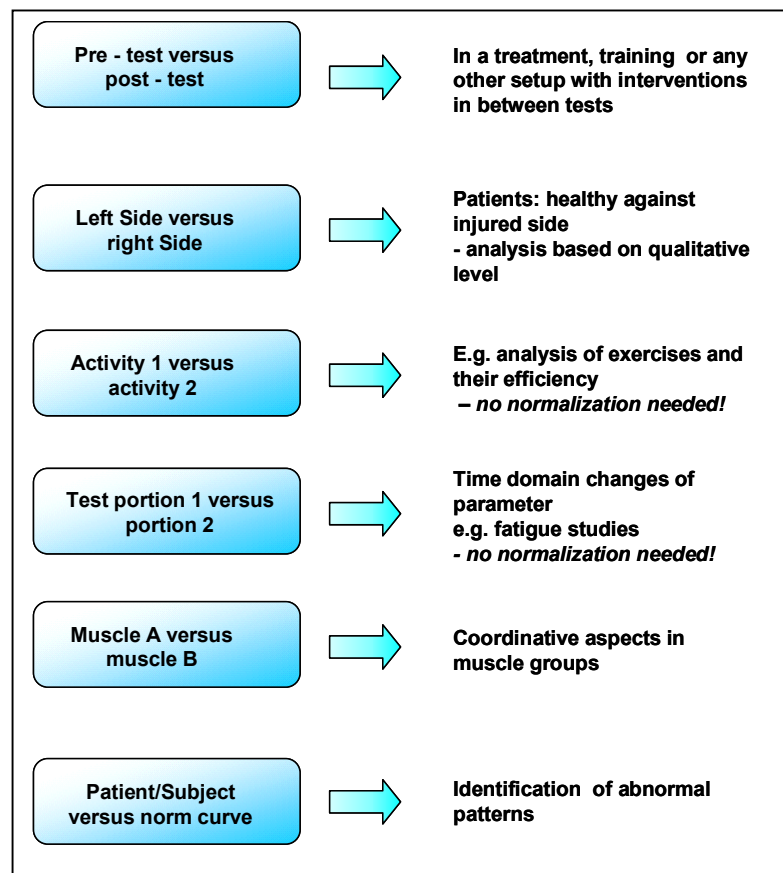 Pre - test versus
post - test
In a treatment, training or any
other setup with interventions
in between tests
Left Side versus
right Side
Patients: healthy against
injured side
- analysis based on qualitative
level
Activity 1 versus
activity 2
E.g. analysis of exercises and
their efficiency
– no normalization needed!
Test portion 1 versus
portion 2
Time domain changes of
parameter
e.g. fatigue studies
- no normalization needed!
Muscle A versus
muscle B
Coordinative aspects in
muscle groups
Patient/Subject
versus norm curve
Identification of abnormal
patterns